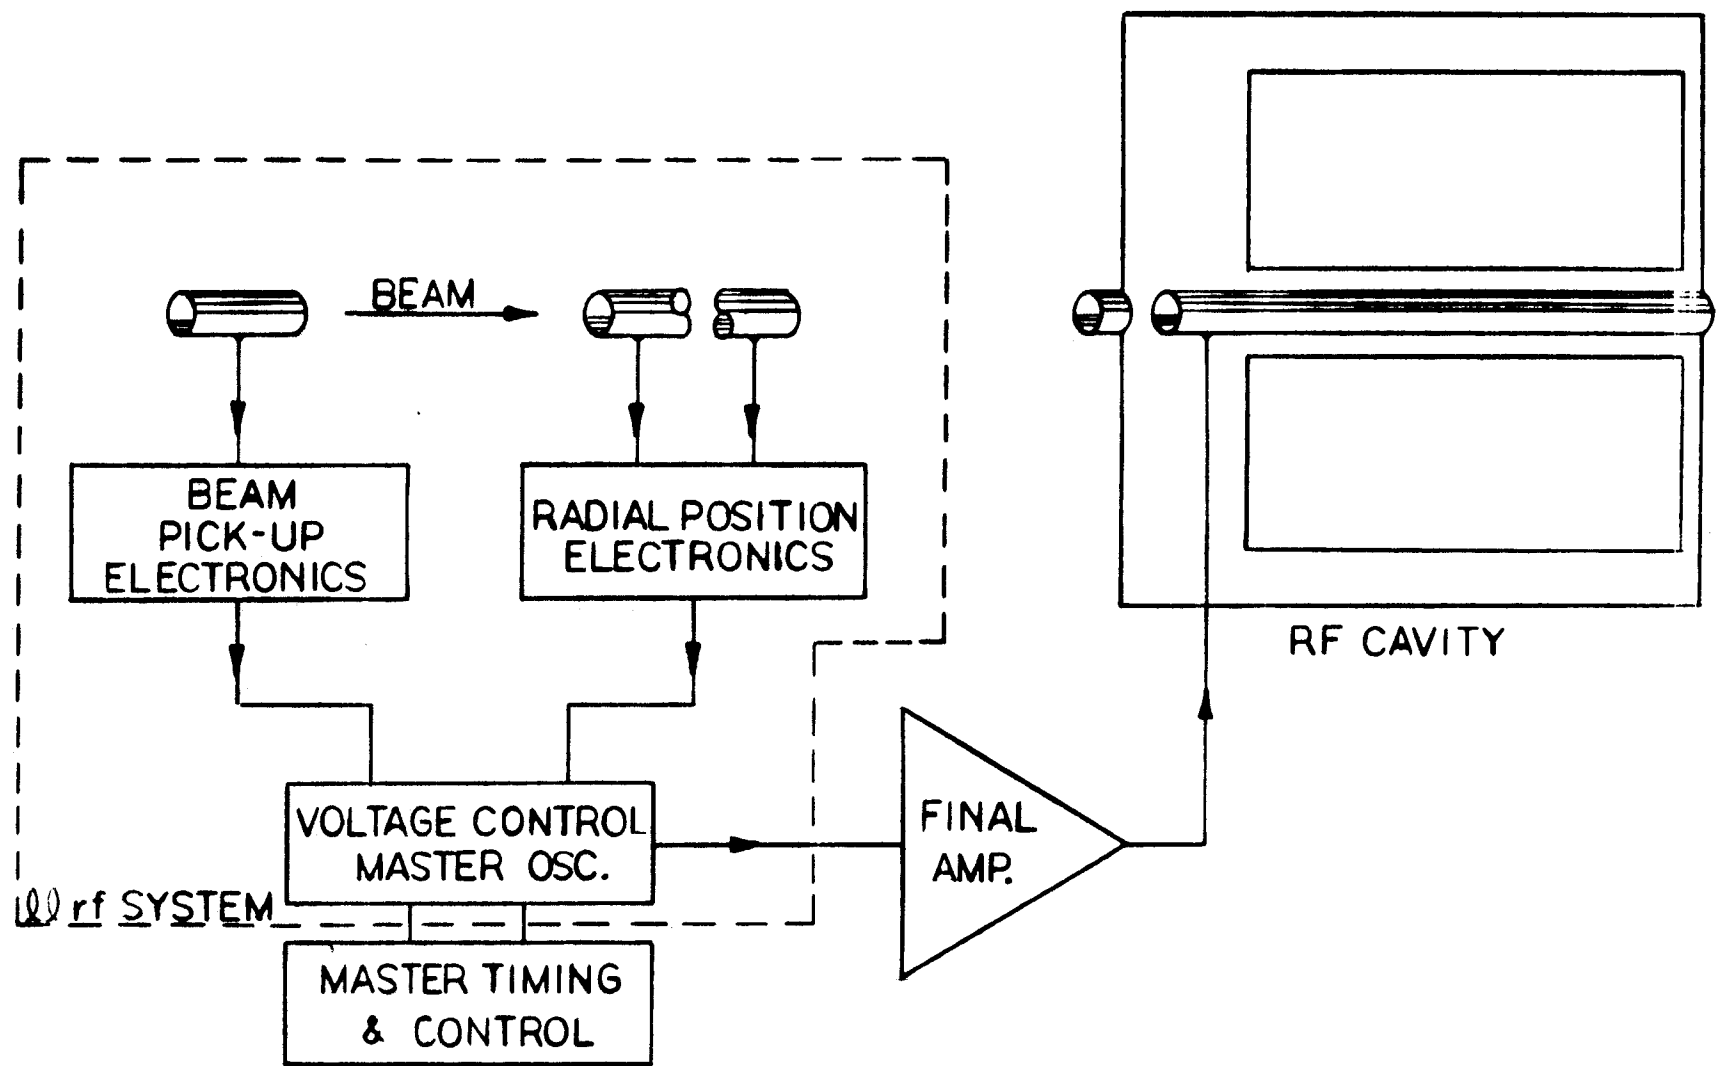 BEAM
BEAM
PICK-UP
ELECTRONICS
RADIAL POSITION
ELECTRONICS
RF CAVITY
VOLTAGE CONTROL
MASTER OSC.
FINAL
AMP.
ll rf SYSTEM
MASTER TIMING
& CONTROL